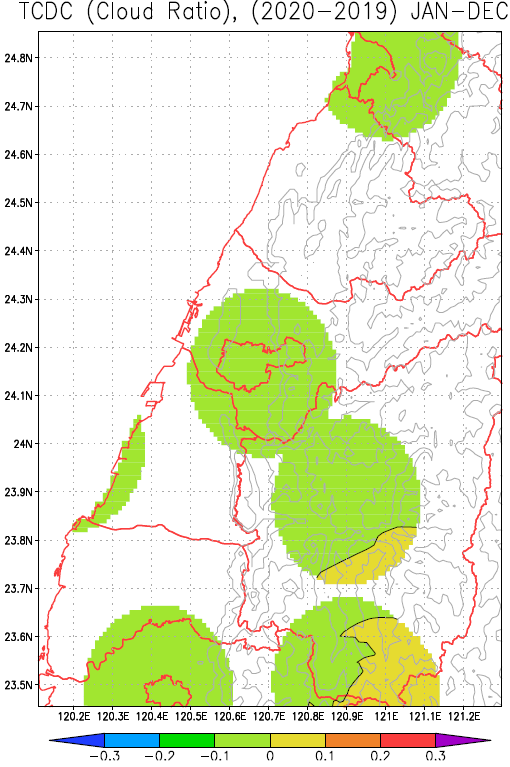 TCDC (Cloud Ratio), (2020−2019) JAN−DEC
24.8N
24.7N
24.6N
24.5N
24.4N
24.3N
24.2N
24.1N
24N
23.9N
23.8N
23.7N
23.6N
23.5N
120.2E 120.3E 120.4E 120.5E 120.6E 120.7E 120.8E 120.9E 121E 121.1E 121.2E
−0.3 −0.2 −0.1 0 0.1 0.2 0.3